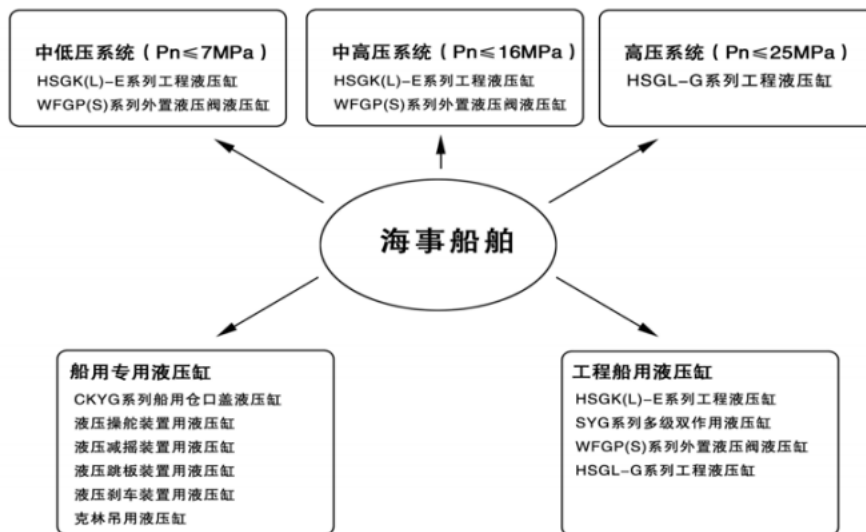 中低压系统（Pn≤7MPa）
HSGK(L)-E系列工程液压缸
WFGP(S)系列外置液压阀液压缸
中高压系统（Pn≤16MPa）
HSGK(L)-E系列工程液压缸
WFGP(S)系列外置液压阀液压缸
高压系统（Pn≤25MPa）
HSGL-G系列工程液压缸
海事船舶
船用专用液压缸
CKYG系列船用仓口盖液压缸
液压操舵装置用液压缸
液压减摇装置用液压缸
液压跳板装置用液压缸
液压刹车装置用液压缸
克林吊用液压缸
工程船用液压缸
HSGK(L)-E系列工程液压缸
SYG系列多级双作用液压缸
WFGP(S)系列外置液压阀液压缸
HSGL-G系列工程液压缸